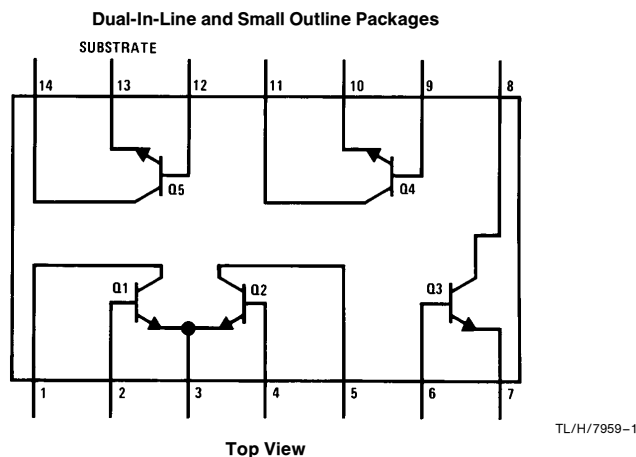 Dual-In-Line and Small Outline Packages
SUBSTRATE
14 13 12 11 10 9 8
Q5 Q4
Q1 Q2 Q3
1 2 3 4 5 6 7
TL/H/7959–1
Top View